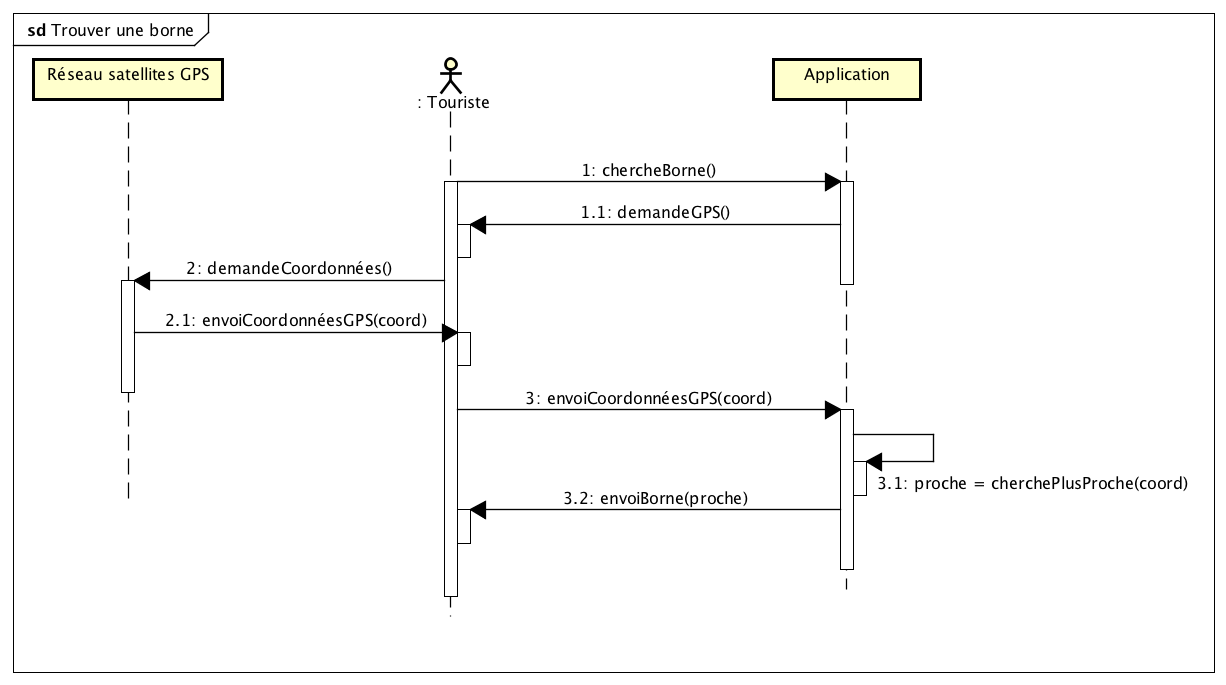 sd Trouver une borne
Réseau satellites GPS
: Touriste
Application
1: chercheBorne()
1.1: demandeGPS()
2: demandeCoordonnées()
2.1: envoiCoordonnéesGPS(coord)
3: envoiCoordonnéesGPS(coord)
3.1: proche = cherchePlusProche(coord)
3.2: envoiBorne(proche)